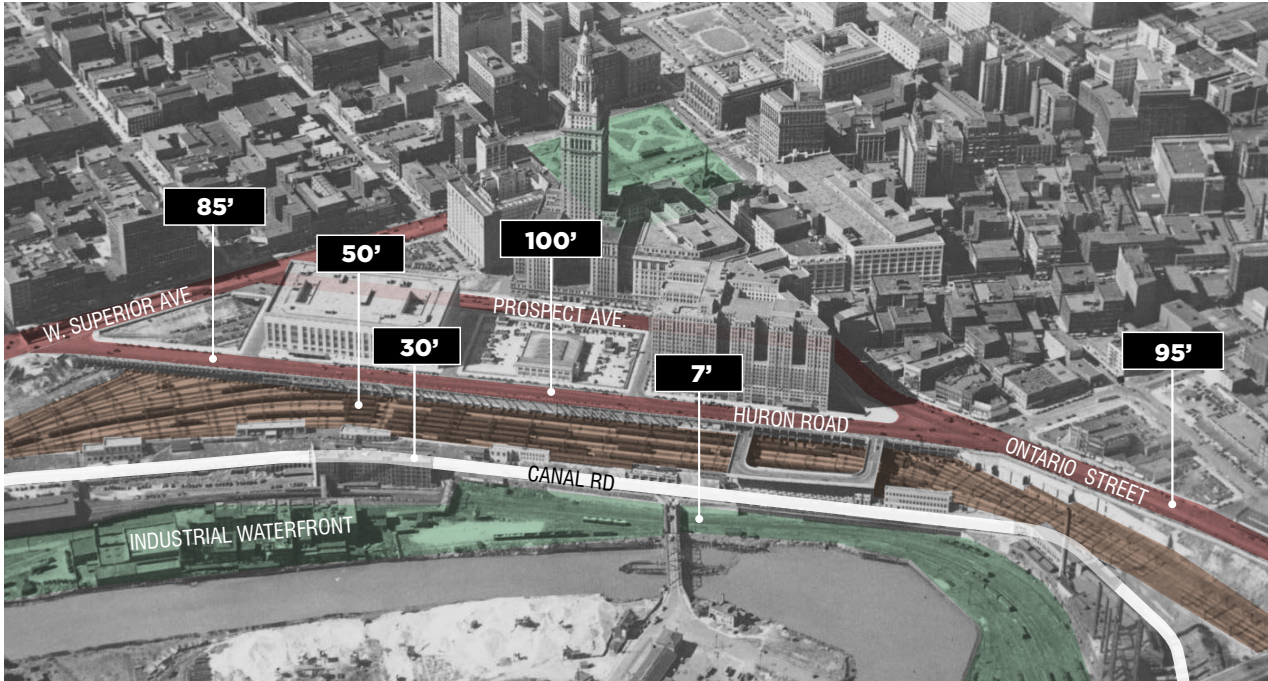 85’
50’
100’
W. SUPERIOR AVE
PROSPECT AVE.
30’
95’
7’
HURON ROAD
ONTARIO STREET
CANAL RD
INDUSTRIAL WATERFRONT